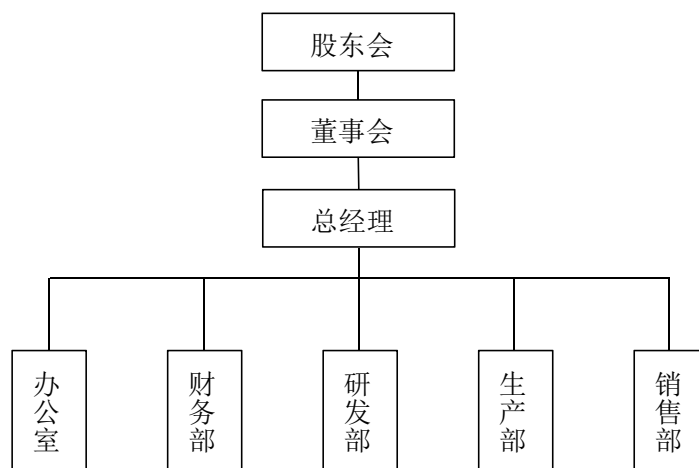 股东会
董事会
总经理
办公室
财务部
研发部
生产部
销售部